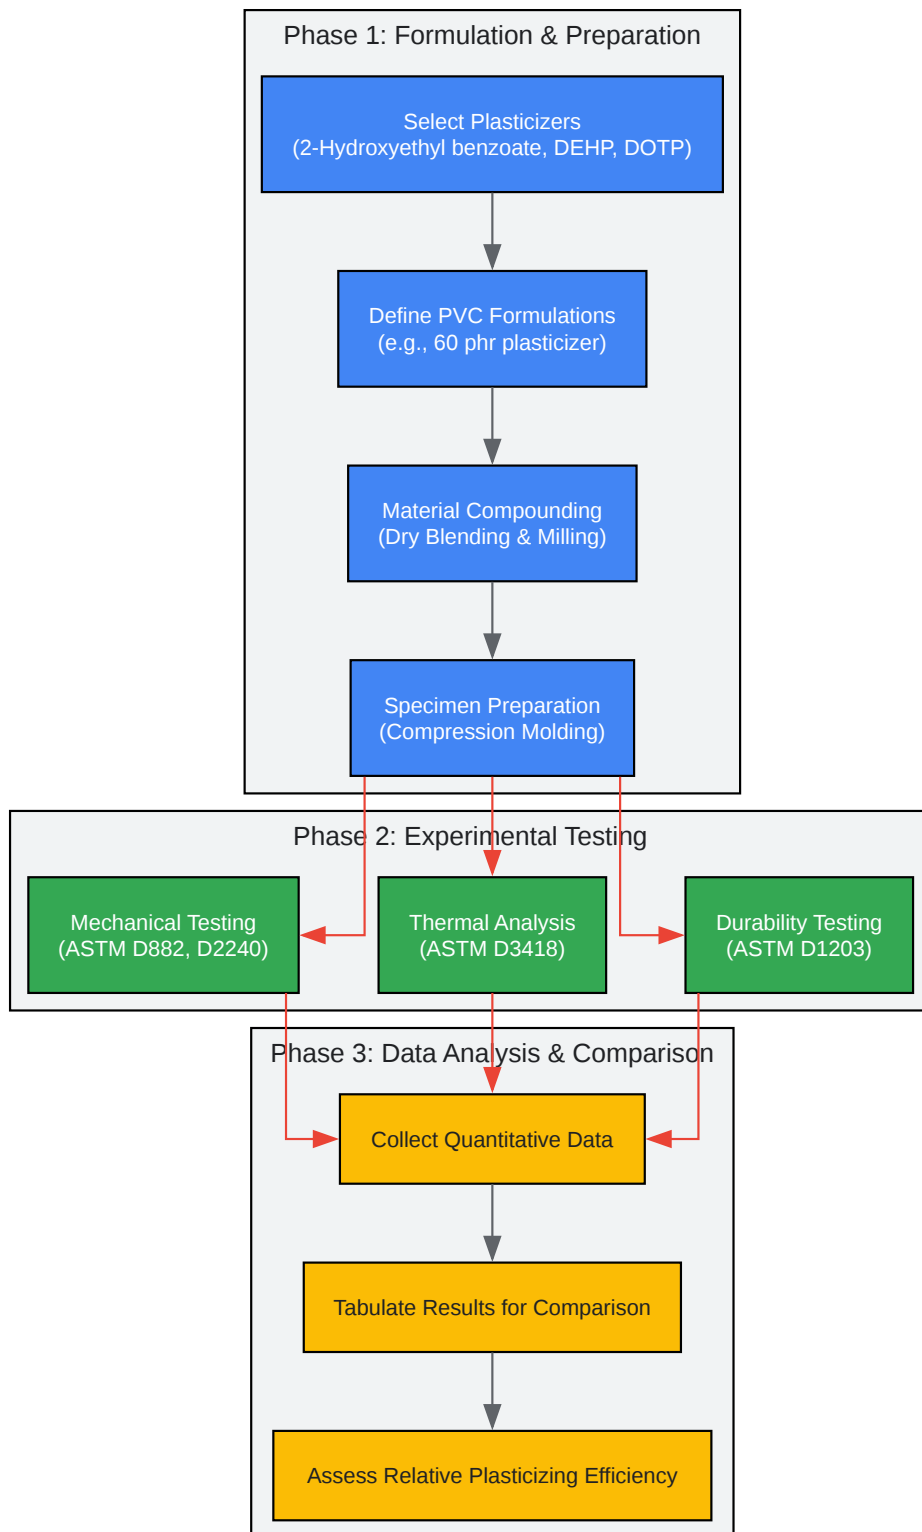 Phase 1: Formulation & Preparation
Select Plasticizers
(2-Hydroxyethyl benzoate, DEHP, DOTP)
Define PVC Formulations
(e.g., 60 phr plasticizer)
Material Compounding
(Dry Blending & Milling)
Specimen Preparation
(Compression Molding)
Phase 2: Experimental Testing
Mechanical Testing
(ASTM D882, D2240)
Thermal Analysis
(ASTM D3418)
Durability Testing
(ASTM D1203)
Phase 3: Data Analysis & Comparison
Collect Quantitative Data
Tabulate Results for Comparison
Assess Relative Plasticizing Efficiency